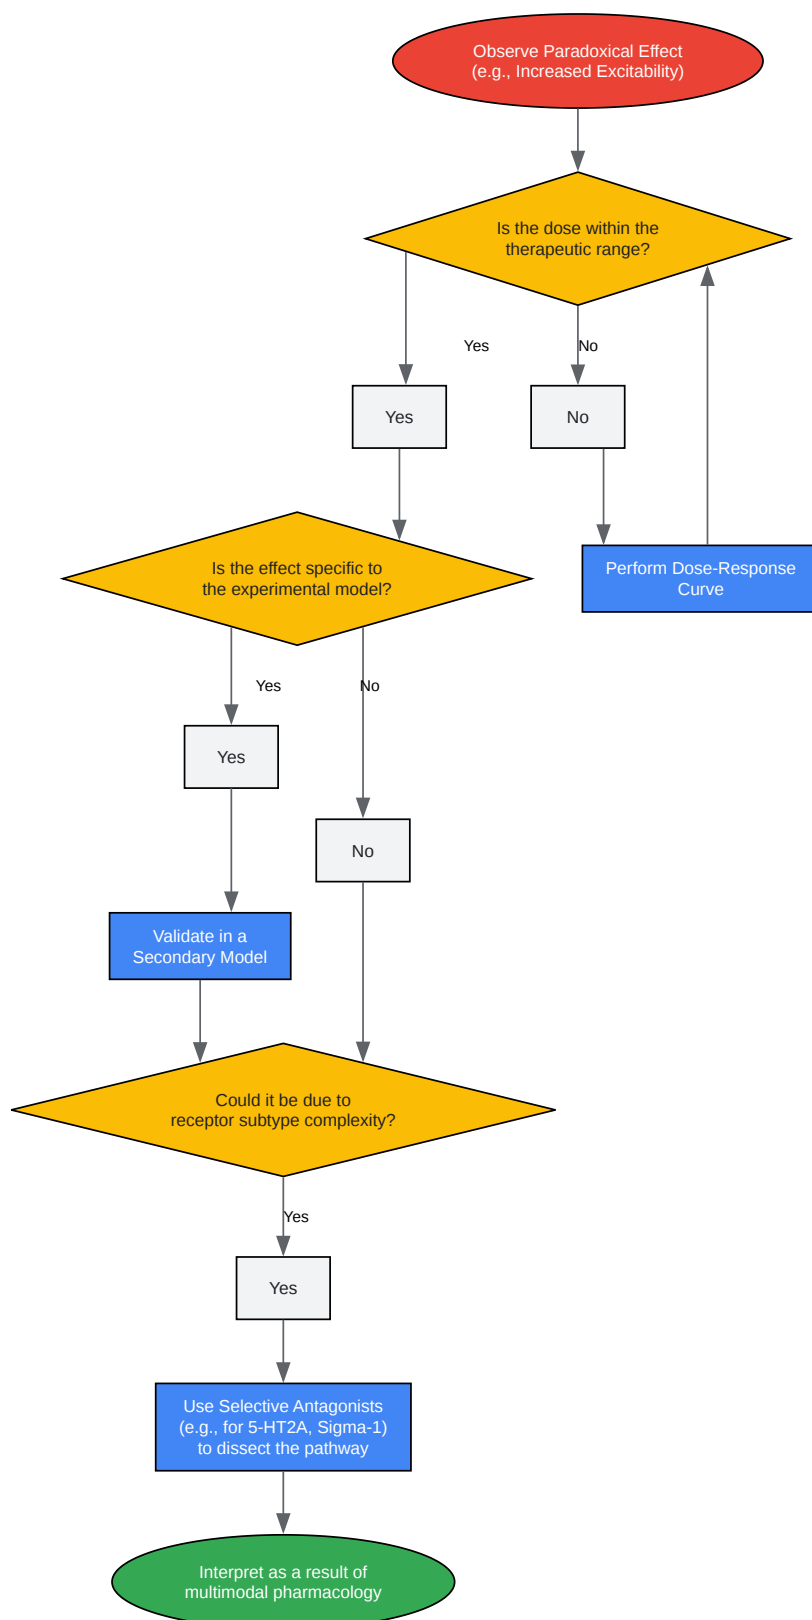 Observe Paradoxical Effect
(e.g., Increased Excitability)
Is the dose within the
therapeutic range?
Yes
No
Yes
No
Is the effect specific to
the experimental model?
Perform Dose-Response
Curve
Yes
No
Yes
No
Validate in a
Secondary Model
Could it be due to
receptor subtype complexity?
Yes
Yes
Use Selective Antagonists
(e.g., for 5-HT2A, Sigma-1)
to dissect the pathway
Interpret as a result of
multimodal pharmacology